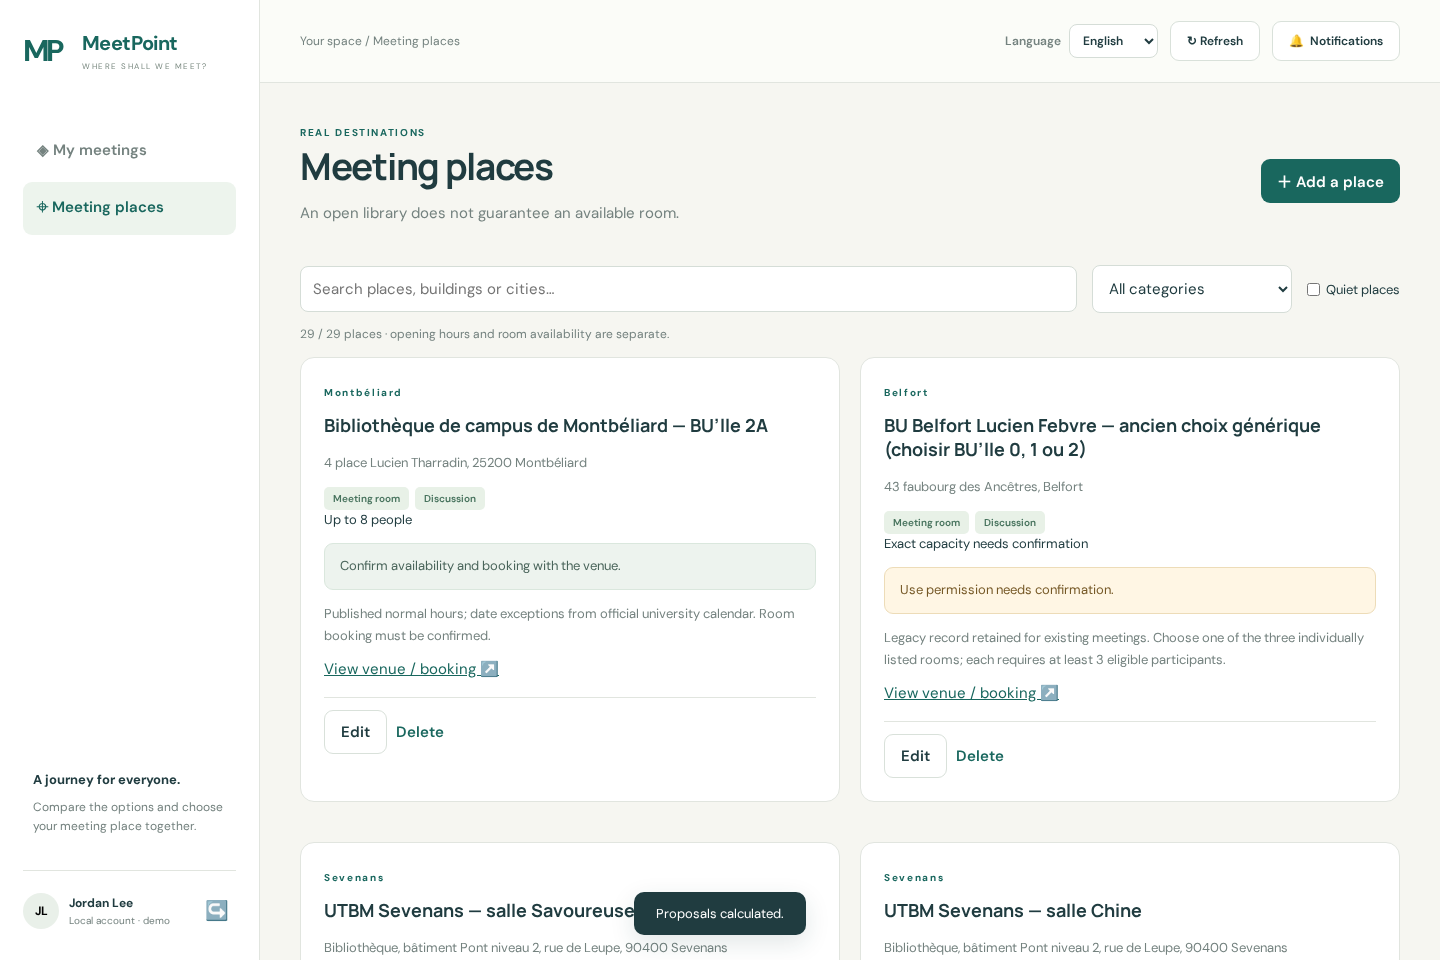 MP
MeetPoint
WHERE SHALL WE MEET?
◈ My meetings
⌖ Meeting places
A journey for everyone.
Compare the options and choose
your meeting place together.
JL
Jordan Lee
Local account · demo
Your space / Meeting places
Language
English
↻ Refresh
🔔 Notifications
REAL DESTINATIONS
Meeting places
An open library does not guarantee an available room.
+ Add a place
Search places, buildings or cities…
All categories
Quiet places
29 / 29 places · opening hours and room availability are separate.
Montbéliard
Bibliothèque de campus de Montbéliard — BU’lle 2A
4 place Lucien Tharradin, 25200 Montbéliard
Meeting room
Discussion
Up to 8 people
Confirm availability and booking with the venue.
Published normal hours; date exceptions from official university calendar. Room
booking must be confirmed.
View venue / booking ↗
Edit
Delete
Belfort
BU Belfort Lucien Febvre — ancien choix générique
(choisir BU’lle 0, 1 ou 2)
43 faubourg des Ancêtres, Belfort
Meeting room
Discussion
Exact capacity needs confirmation
Use permission needs confirmation.
Legacy record retained for existing meetings. Choose one of the three individually
listed rooms; each requires at least 3 eligible participants.
View venue / booking ↗
Edit
Delete
Sevenans
UTBM Sevenans — salle Savoureuse
Bibliothèque, bâtiment Pont niveau 2, rue de Leupe, 90400 Sevenans
Sevenans
UTBM Sevenans — salle Chine
Bibliothèque, bâtiment Pont niveau 2, rue de Leupe, 90400 Sevenans
Proposals calculated.